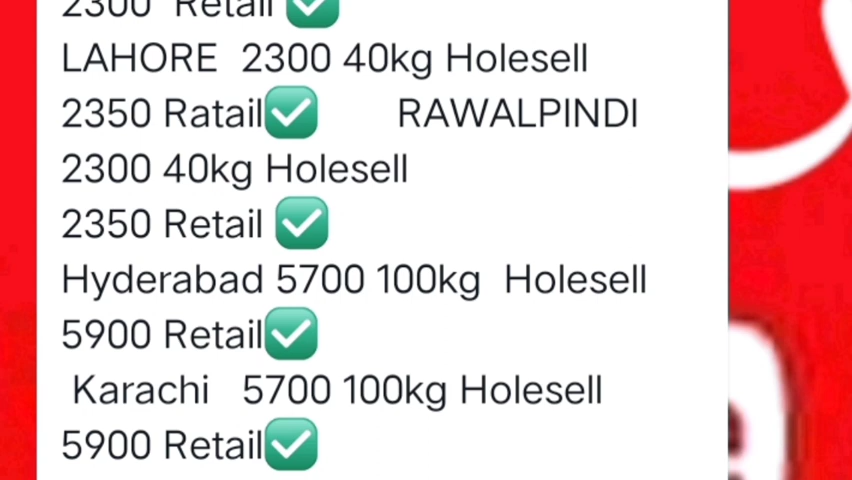 2300 Retail ✅
LAHORE 2300 40kg Holesell
2350 Ratail✅ RAWALPINDI
2300 40kg Holesell
2350 Retail ✅
Hyderabad 5700 100kg Holesell
5900 Retail✅
Karachi 5700 100kg Holesell
5900 Retail✅